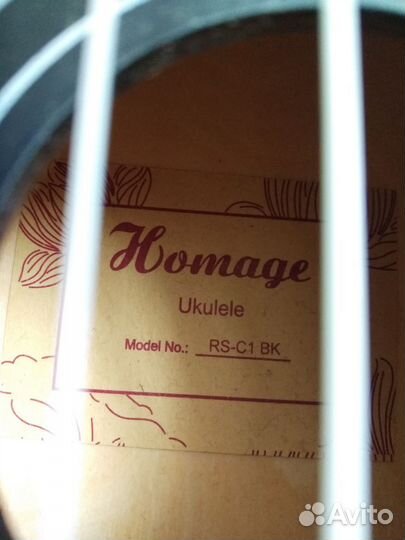 Homage
Ukulele
Model No.: RS-C1 BK
Avito